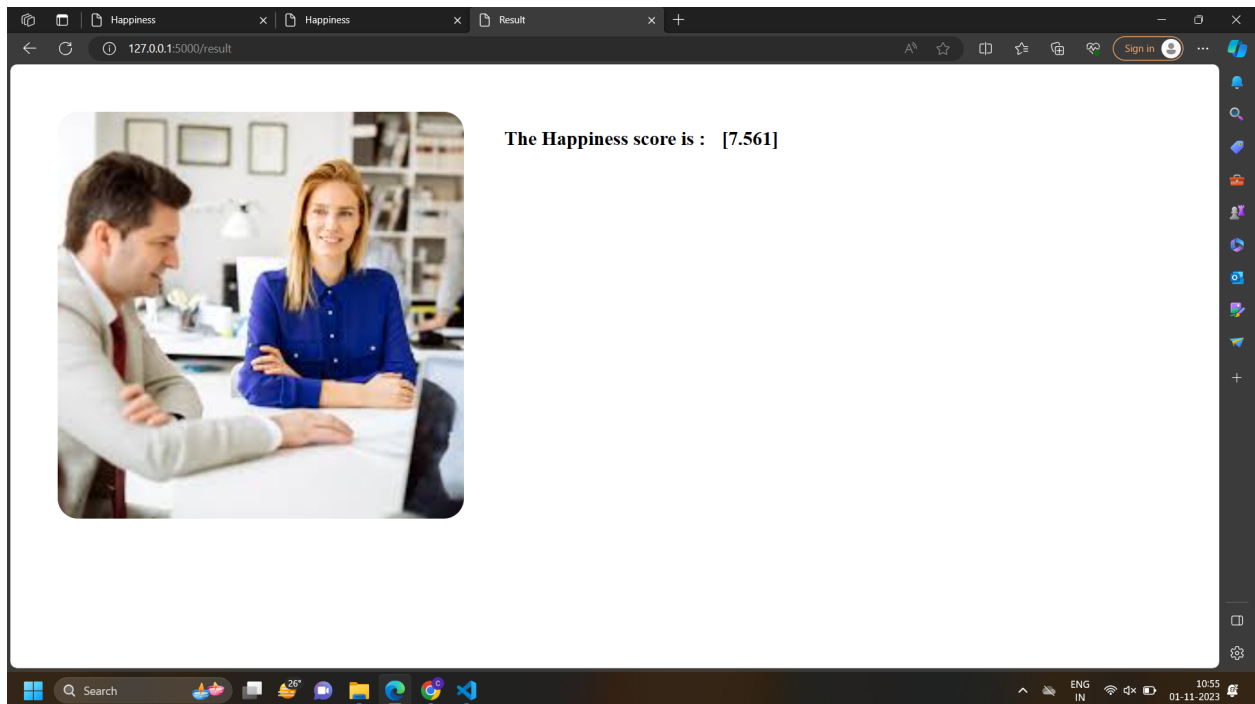 Happiness
Happiness
Result
127.0.0.1:5000/result
Sign in
The Happiness score is : [7.561]
Search
26°
ENG
IN
10:55
01-11-2023